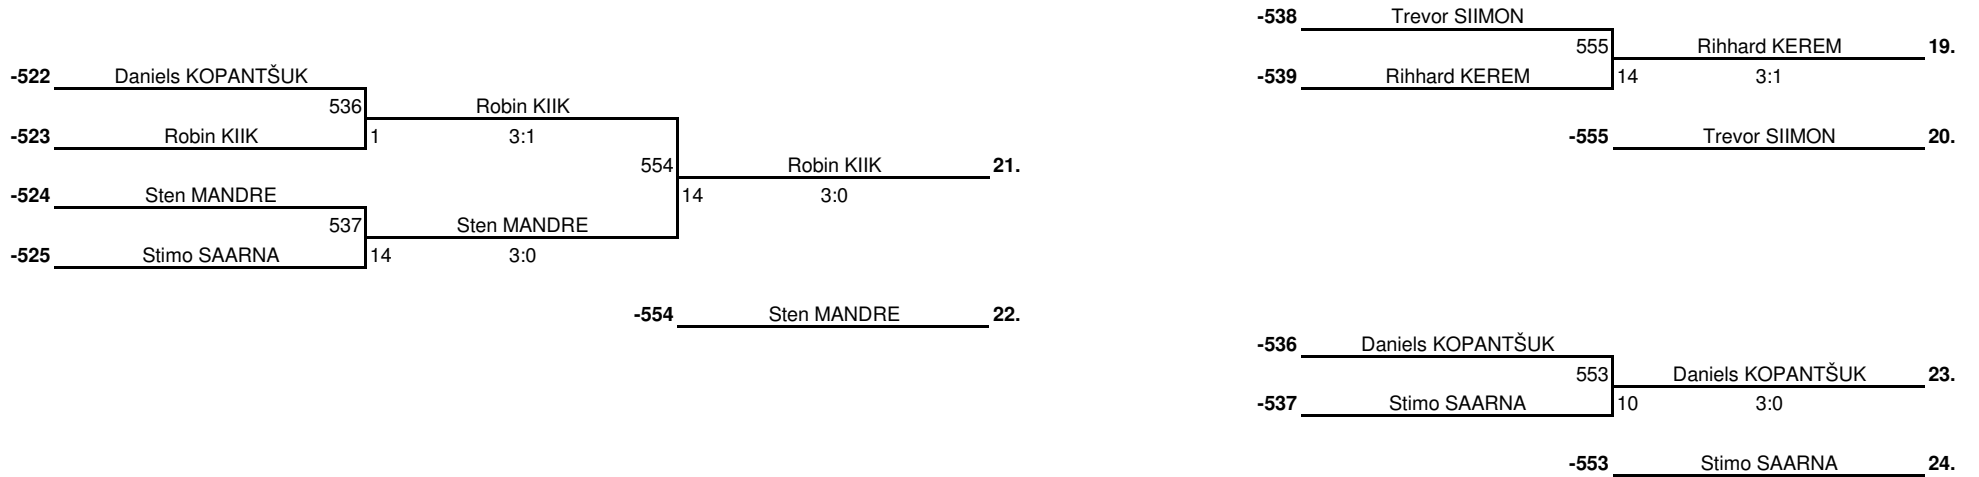 -538 Trevor SIIMON
555 Rihhard KEREM 19.
-522 Daniels KOPANTŠUK -539 Rihhard KEREM 14 3:1
536 Robin KIIK
-523 Robin KIIK 1 3:1 -555 Trevor SIIMON 20.
554 Robin KIIK 21.
-524 Sten MANDRE 14 3:0
537 Sten MANDRE
-525 Stimo SAARNA 14 3:0
-554 Sten MANDRE 22.
-536 Daniels KOPANTŠUK
553 Daniels KOPANTŠUK 23.
-537 Stimo SAARNA 10 3:0
-553 Stimo SAARNA 24.